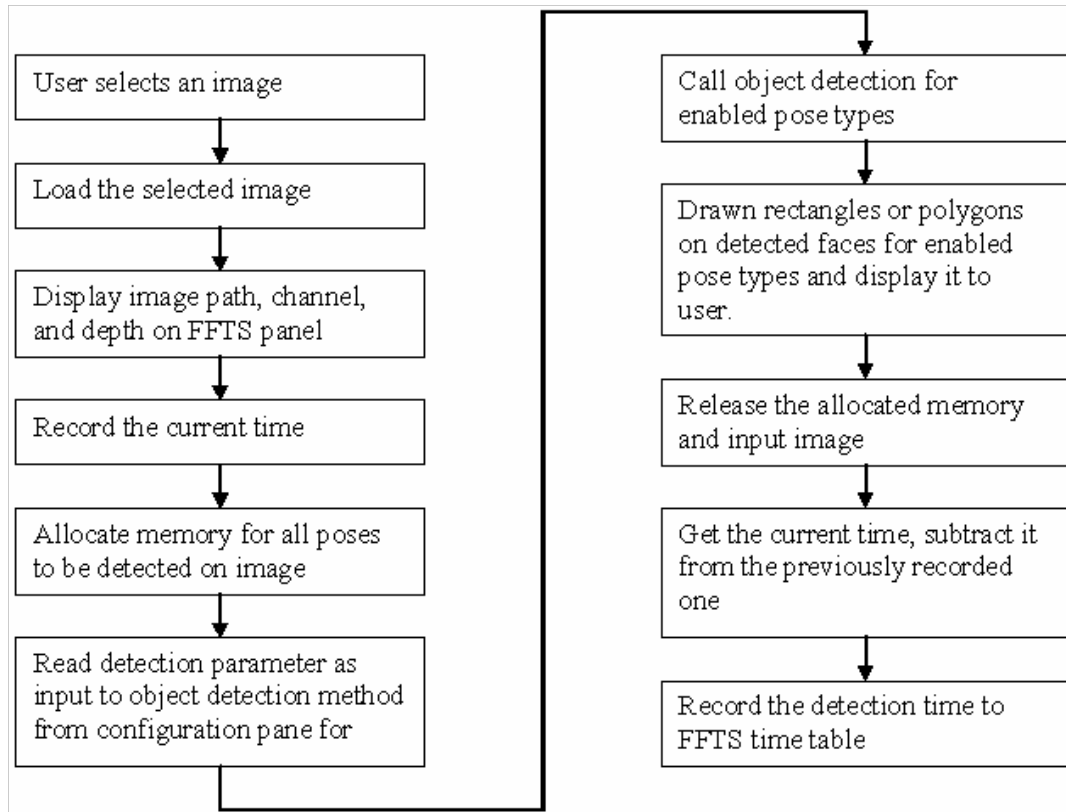 User selects an image
Load the selected image
Display image path, channel,
and depth on FFTS panel
Record the current time
Allocate memory for all poses
to be detected on image
Read detection parameter as
input to object detection method
from configuration pane for
Call object detection for
enabled pose types
Drawn rectangles or polygons
on detected faces for enabled
pose types and display it to
user.
Release the allocated memory
and input image
Get the current time, subtract it
from the previously recorded
one
Record the detection time to
FFTS time table